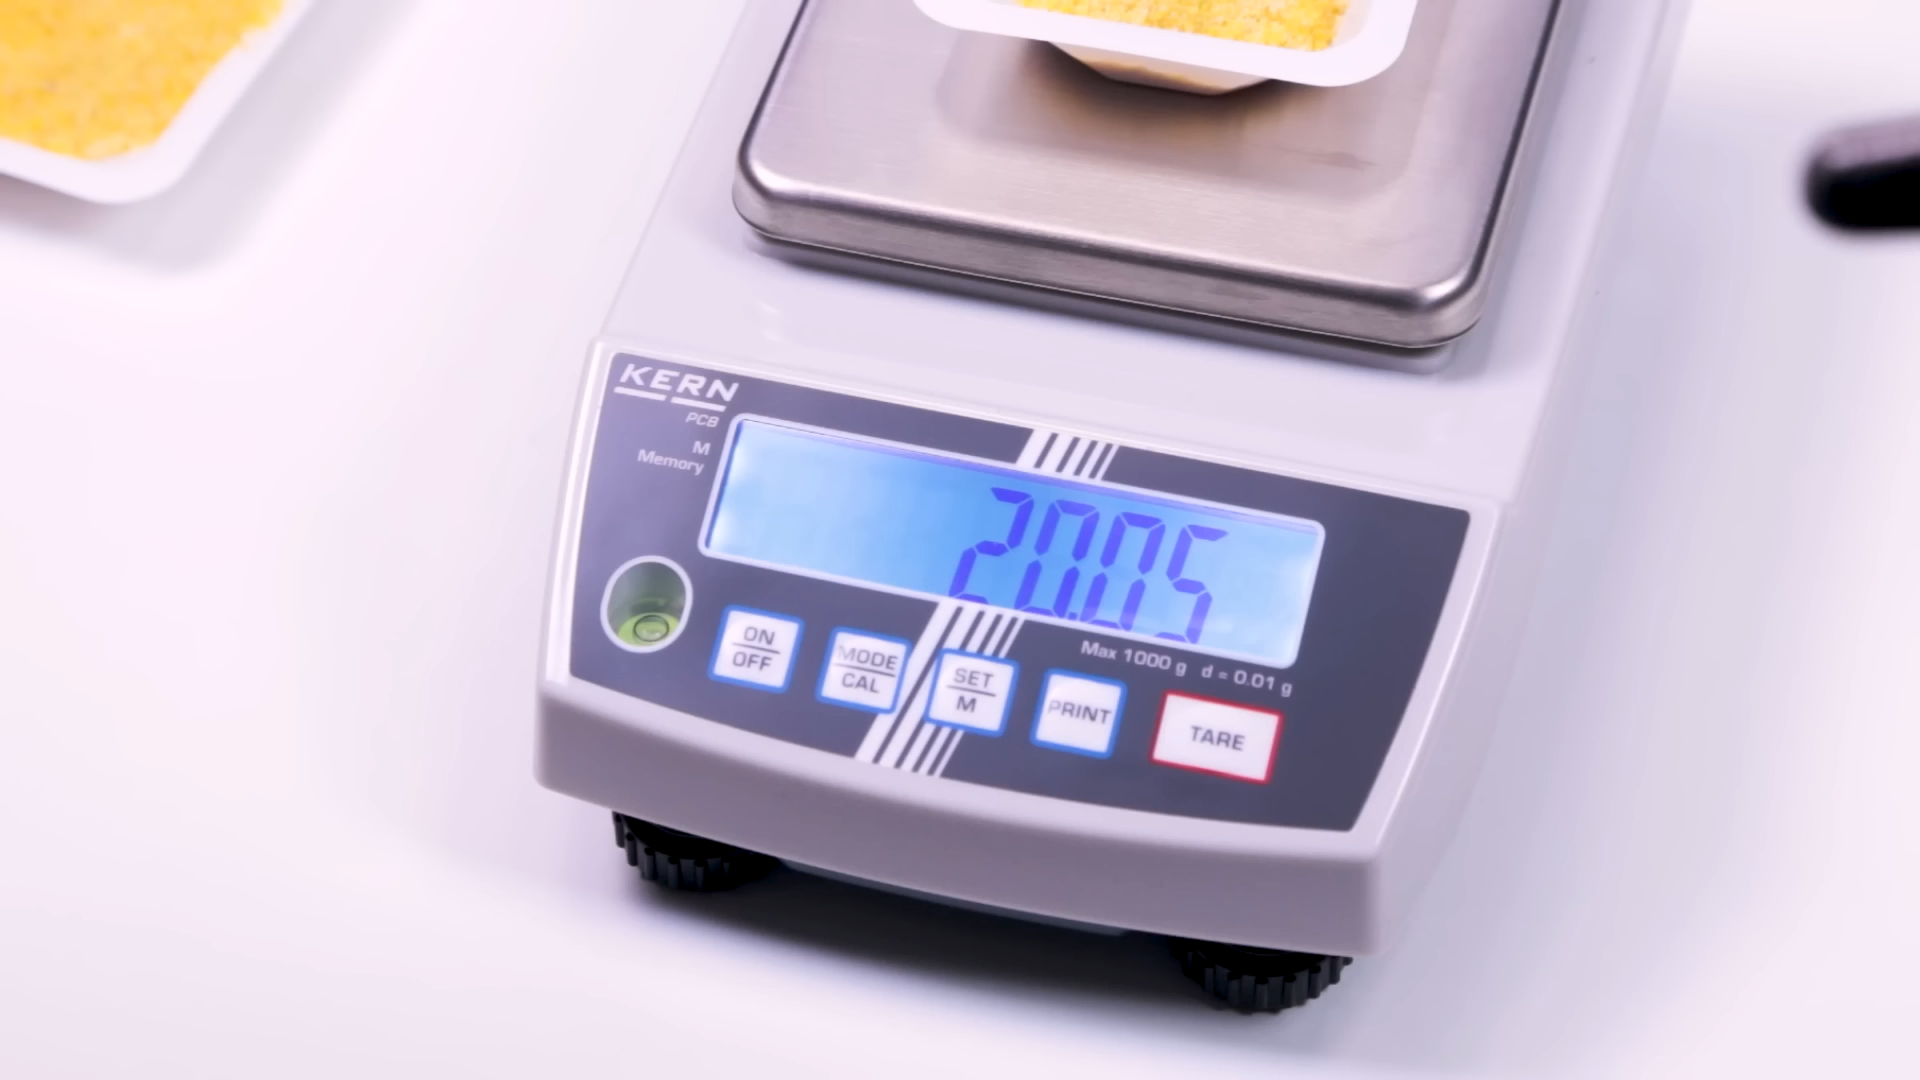 KERN
PCB
M
Memory
20.05
Max 1000 g d = 0.01 g
ON
OFF
MODE
CAL
SET
M
PRINT
TARE